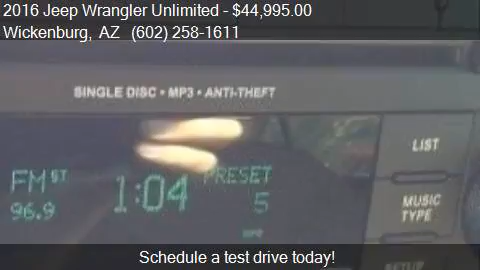 2016 Jeep Wrangler Unlimited - $44,995.00
Wickenburg, AZ (602) 258-1611
SINGLE DISC • MP3 • ANTI-THEFT
LIST
FM ST 1:04 PRESET
96.9 5
MUSIC
TYPE
SETUP
Schedule a test drive today!